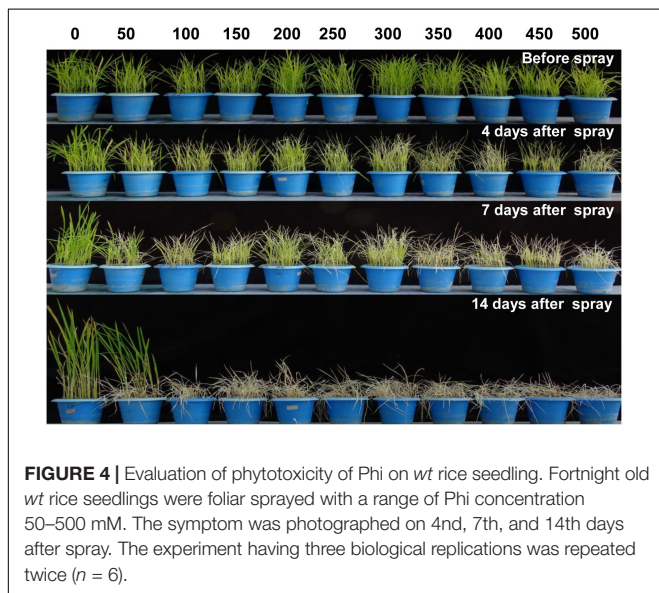 0 50 100 150 200 250 300 350 400 450 500
Before spray
4 days after spray
7 days after spray
14 days after spray
FIGURE 4 | Evaluation of phytotoxicity of Phi on wt rice seedling. Fortnight old
wt rice seedlings were foliar sprayed with a range of Phi concentration
50–500 mM. The symptom was photographed on 4nd, 7th, and 14th days
after spray. The experiment having three biological replications was repeated
twice (n = 6).